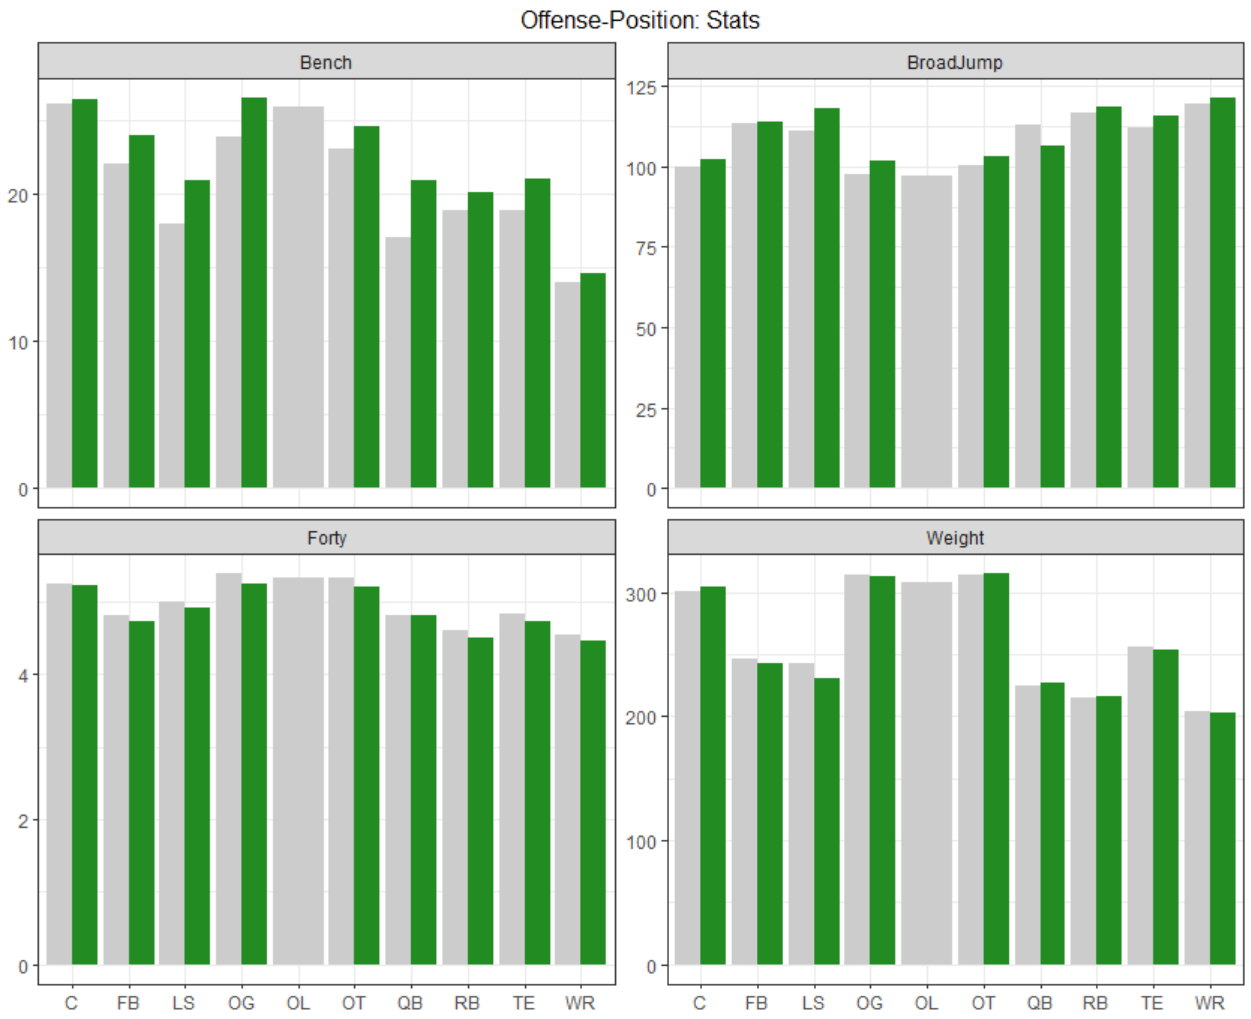 Offense-Position: Stats
Bench
BroadJump
20
10
0
125
100
75
50
25
0
Forty
Weight
4
2
0
300
200
100
0
C FB LS OG OL OT QB RB TE WR
C FB LS OG OL OT QB RB TE WR